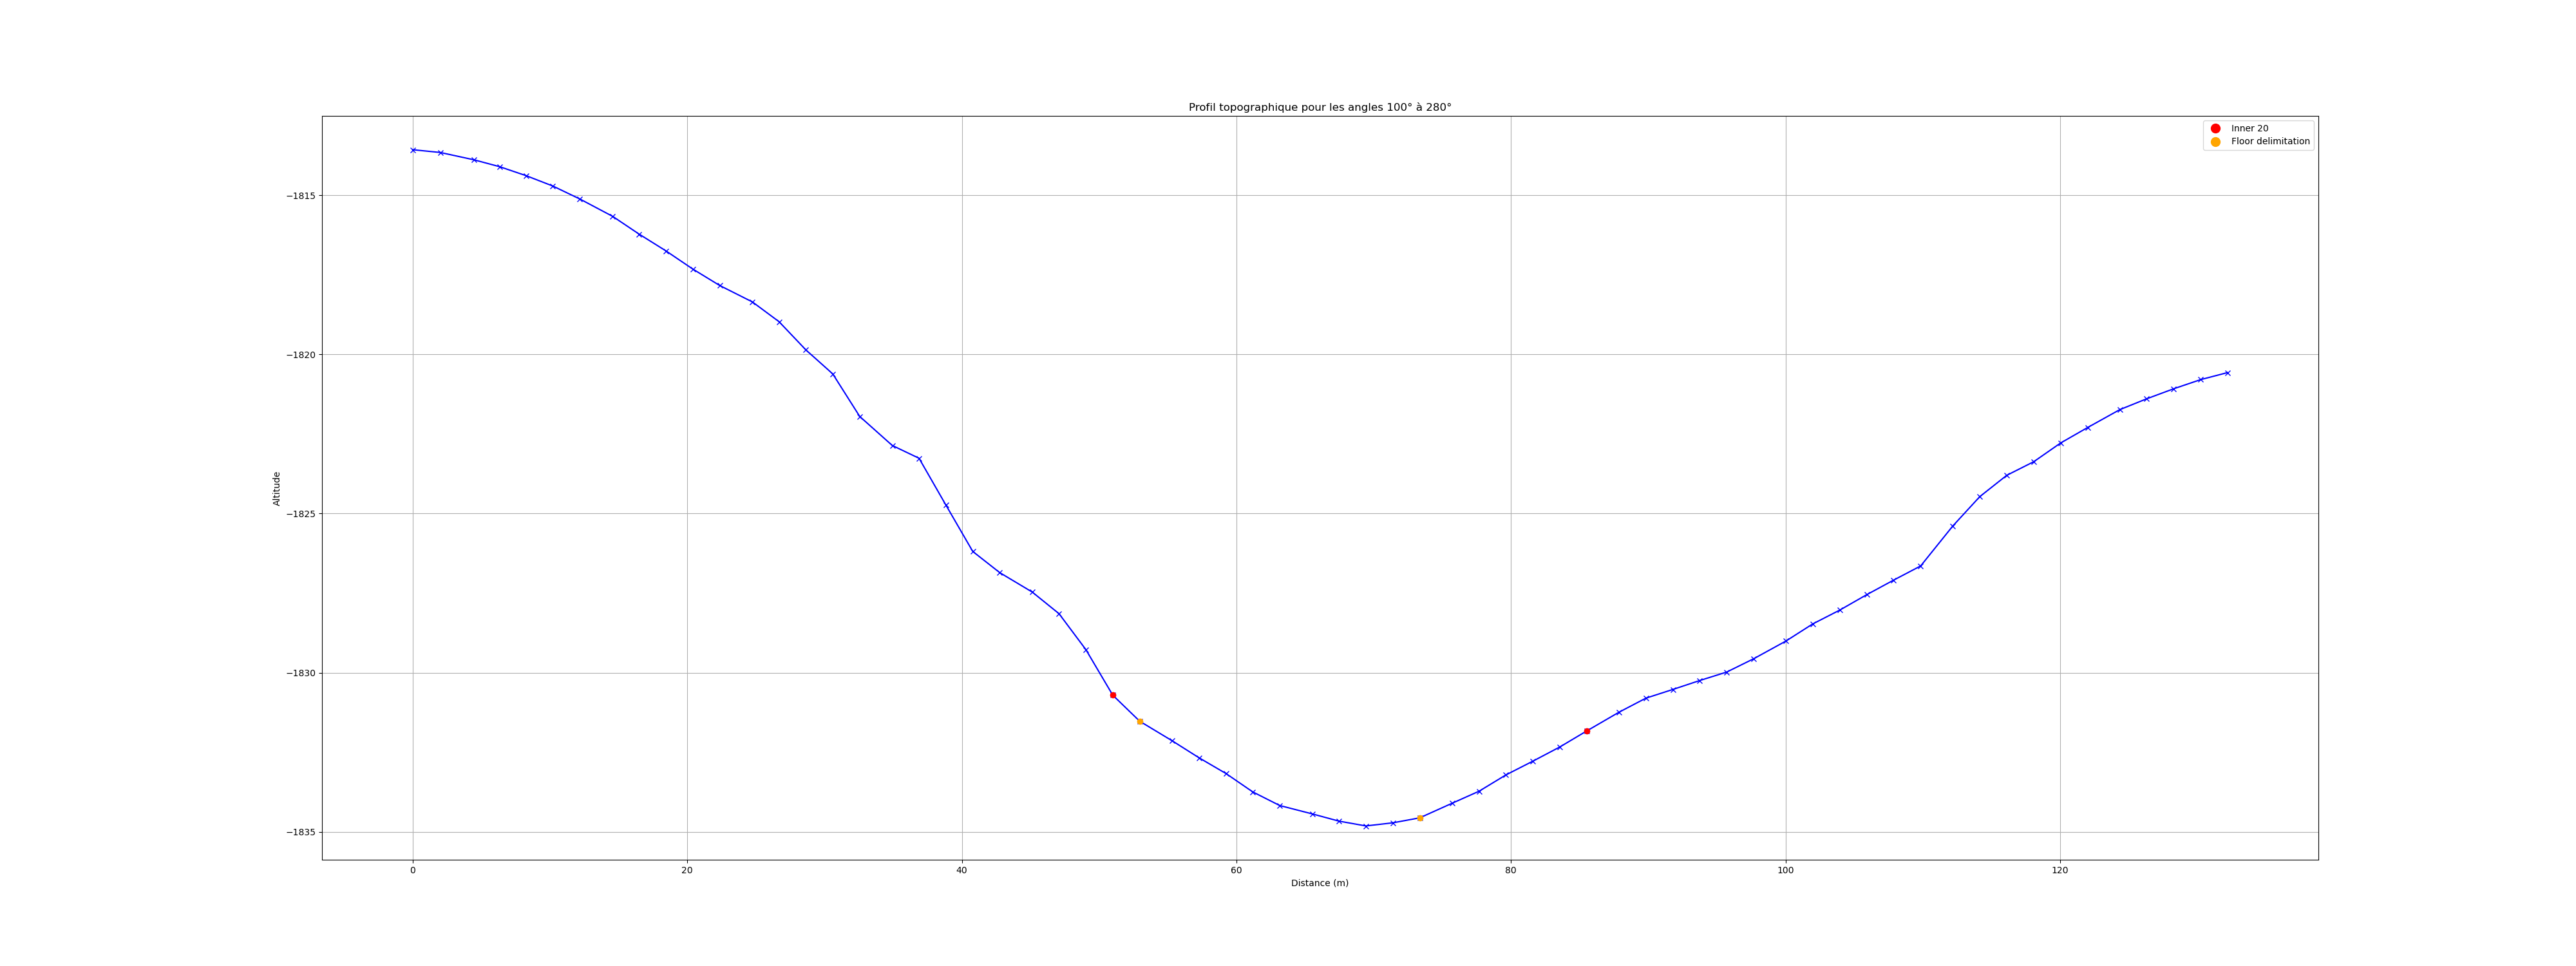 Profil topographique pour les angles 100° à 280°
Inner 20
Floor delimitation
−1815
−1820
−1825
−1830
−1835
Altitude
0 20 40 60 80 100 120
Distance (m)